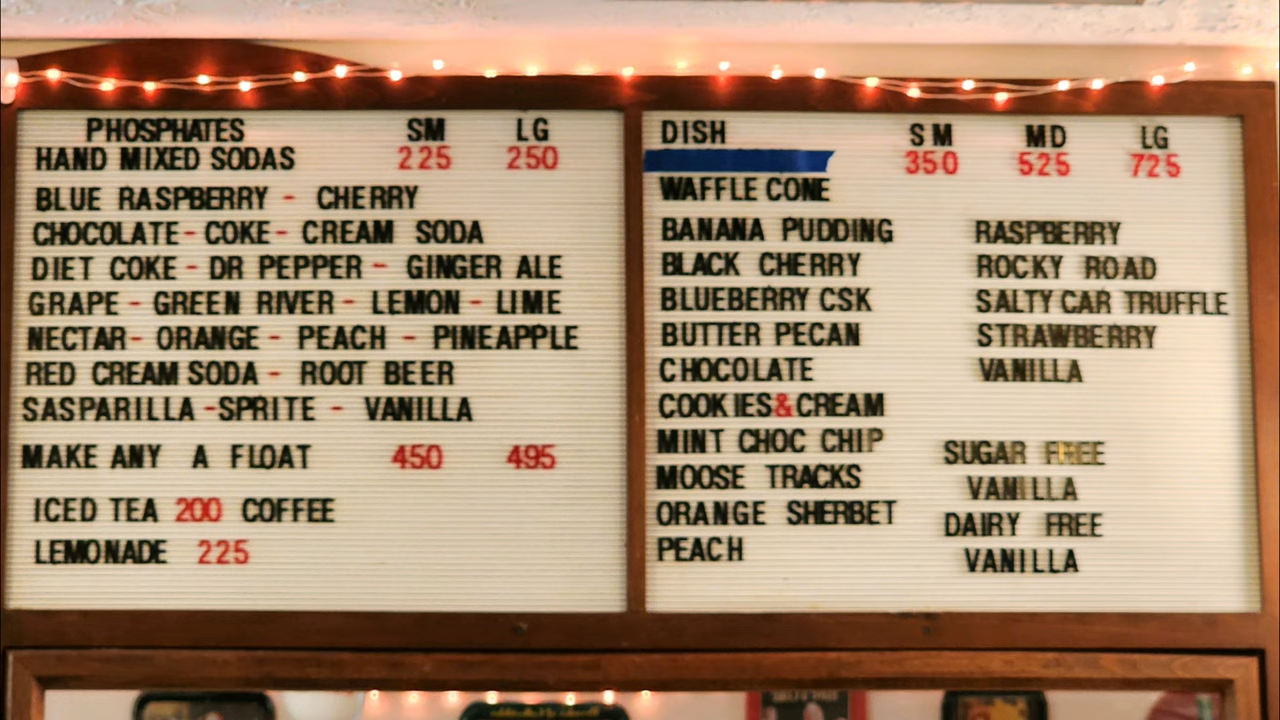 PHOSPHATES SM LG
HAND MIXED SODAS 225 250
BLUE RASPBERRY - CHERRY
CHOCOLATE - COKE - CREAM SODA
DIET COKE - DR PEPPER - GINGER ALE
GRAPE - GREEN RIVER - LEMON - LIME
NECTAR - ORANGE - PEACH - PINEAPPLE
RED CREAM SODA - ROOT BEER
SASPARILLA - SPRITE - VANILLA
MAKE ANY A FLOAT 450 495
ICED TEA 200 COFFEE
LEMONADE 225
DISH SM MD LG
350 525 725
WAFFLE CONE
BANANA PUDDING
BLACK CHERRY
BLUEBERRY CSK
BUTTER PECAN
CHOCOLATE
COOKIES&CREAM
MINT CHOC CHIP
MOOSE TRACKS
ORANGE SHERBET
PEACH
RASPBERRY
ROCKY ROAD
SALTY CAR TRUFFLE
STRAWBERRY
VANILLA
SUGAR FREE
VANILLA
DAIRY FREE
VANILLA